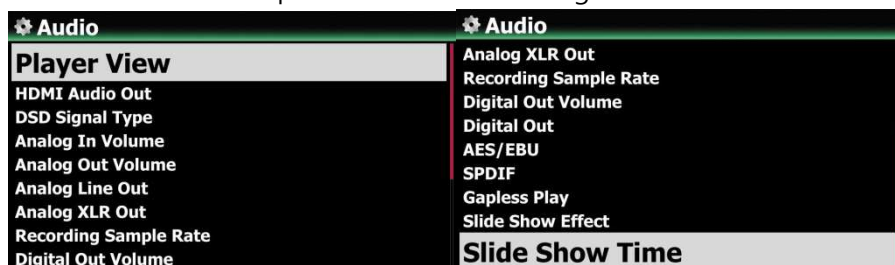 Audio
Player View
HDMI Audio Out
DSD Signal Type
Analog In Volume
Analog Out Volume
Analog Line Out
Analog XLR Out
Recording Sample Rate
Digital Out Volume
Audio
Analog XLR Out
Recording Sample Rate
Digital Out Volume
Digital Out
AES/EBU
SPDIF
Gapless Play
Slide Show Effect
Slide Show Time